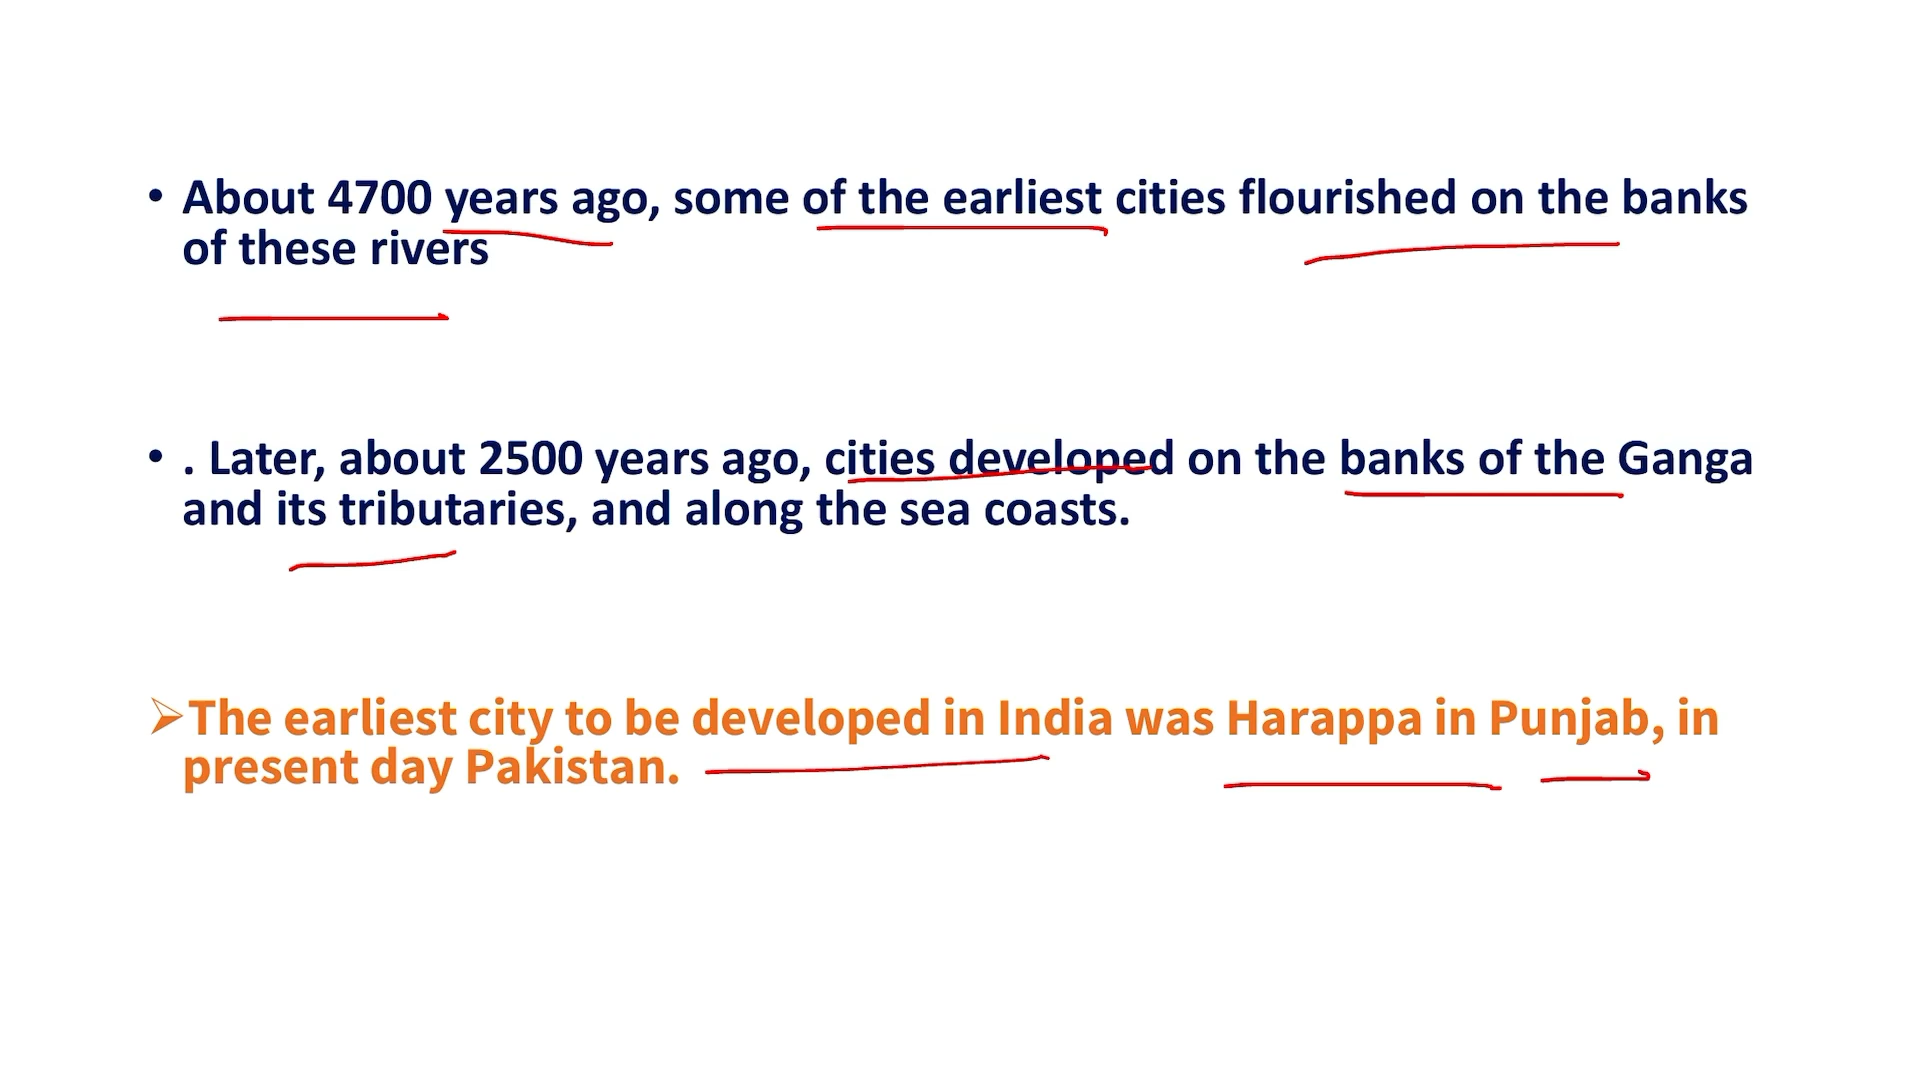 • About 4700 years ago, some of the earliest cities flourished on the banks
of these rivers
• . Later, about 2500 years ago, cities developed on the banks of the Ganga
and its tributaries, and along the sea coasts.
➢The earliest city to be developed in India was Harappa in Punjab, in
present day Pakistan.